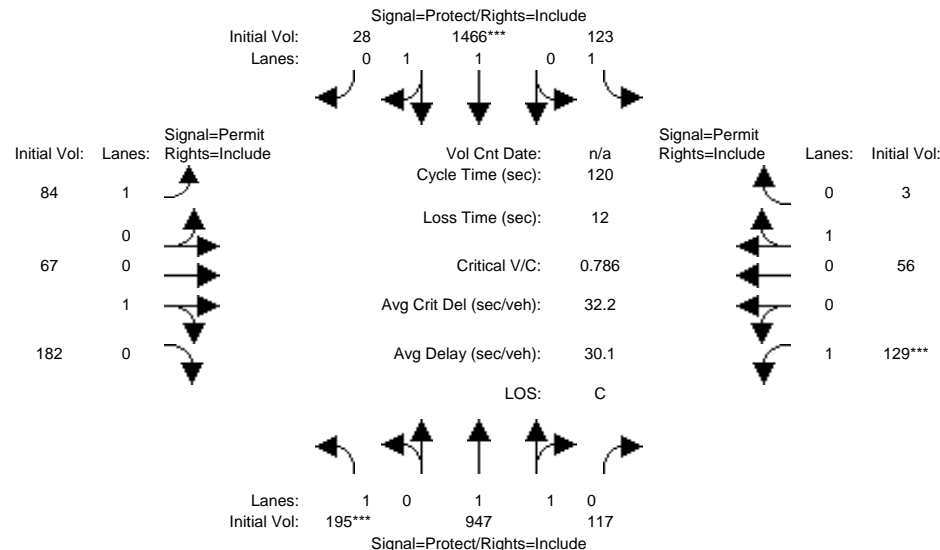 Signal=Protect/Rights=Include
Initial Vol: 28 1466*** 123
Lanes: 0 1 1 0 1
Signal=Permit Signal=Permit
Initial Vol: Lanes: Rights=Include Vol Cnt Date: n/a Rights=Include Lanes: Initial Vol:
Cycle Time (sec): 120
84 1 0 3
Loss Time (sec): 12
0 1
67 0 Critical V/C: 0.786 0 56
1 Avg Crit Del (sec/veh): 32.2 0
182 0 Avg Delay (sec/veh): 30.1 1 129***
LOS: C
Lanes: 1 0 1 1 0
Initial Vol: 195*** 947 117
Signal=Protect/Rights=Include